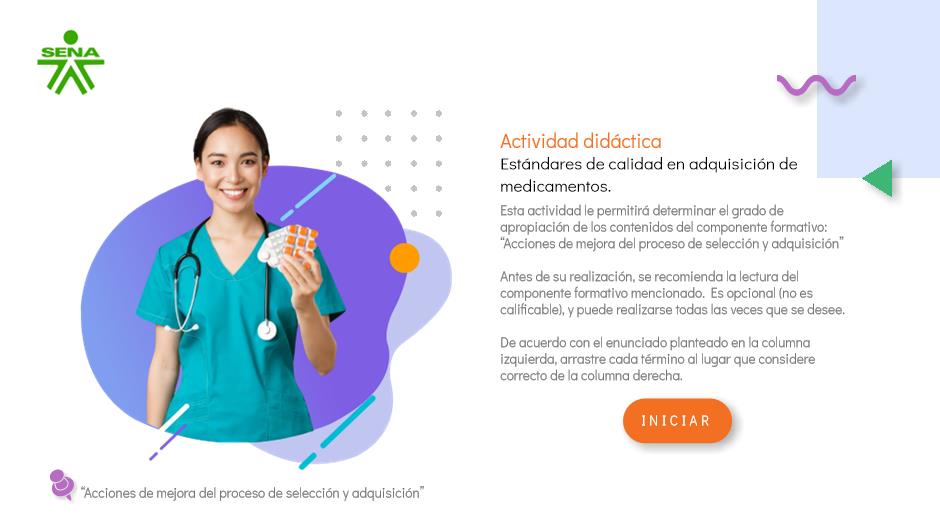 SENA
Actividad didáctica
Estándares de calidad en adquisición de
medicamentos.
Esta actividad le permitirá determinar el grado de
apropiación de los contenidos del componente formativo:
“Acciones de mejora del proceso de selección y adquisición”
Antes de su realización, se recomienda la lectura del
componente formativo mencionado. Es opcional (no es
calificable), y puede realizarse todas las veces que se desee.
De acuerdo con el enunciado planteado en la columna
izquierda, arrastre cada término al lugar que considere
correcto de la columna derecha.
INICIAR
“Acciones de mejora del proceso de selección y adquisición”